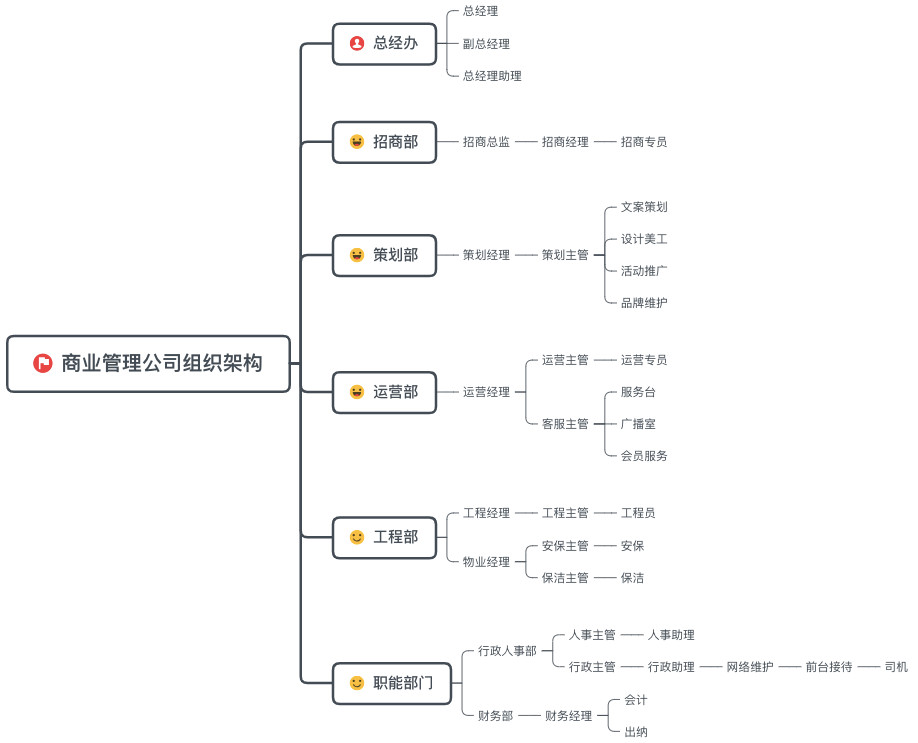 商业管理公司组织架构
总经办
总经理
副总经理
总经理助理
招商部
招商总监
招商经理
招商专员
策划部
策划经理
策划主管
文案策划
设计美工
活动推广
品牌维护
运营部
运营经理
运营主管
运营专员
客服主管
服务台
广播室
会员服务
工程部
工程经理
工程主管
工程员
物业经理
安保主管
安保
保洁主管
保洁
职能部门
行政人事部
人事主管
人事助理
行政主管
行政助理
网络维护
前台接待
司机
财务部
财务经理
会计
出纳